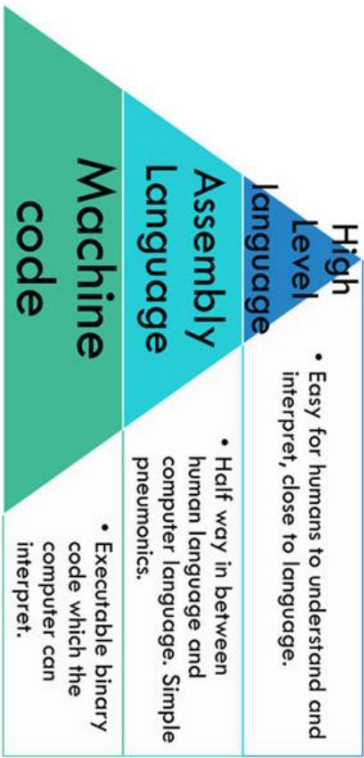 High
Level
language
• Easy for humans to understand and
interpret, close to language.
Assembly
Language
• Half way in between
human language and
computer language. Simple
pneumonics.
Machine
code
• Executable binary
code which the
computer can
interpret.